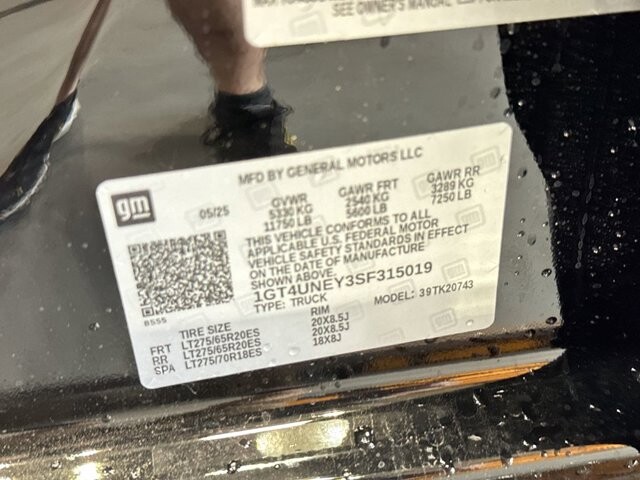 SEE OWNER'S MANUAL
MFD BY GENERAL MOTORS LLC
gm
05/25
GVWR GAWR FRT GAWR RR
5330 KG 2540 KG 3289 KG
11750 LB 5600 LB 7250 LB
THIS VEHICLE CONFORMS TO ALL
APPLICABLE U.S. FEDERAL MOTOR
VEHICLE SAFETY STANDARDS IN EFFECT
ON THE DATE OF MANUFACTURE
SHOWN ABOVE.
1GT4UNEY3SF315019
TYPE: TRUCK MODEL: 39TK20743
B555
TIRE SIZE RIM
FRT LT275/65R20ES 20X8.5J
RR LT275/65R20ES 20X8.5J
SPA LT275/70R18ES 18X8J